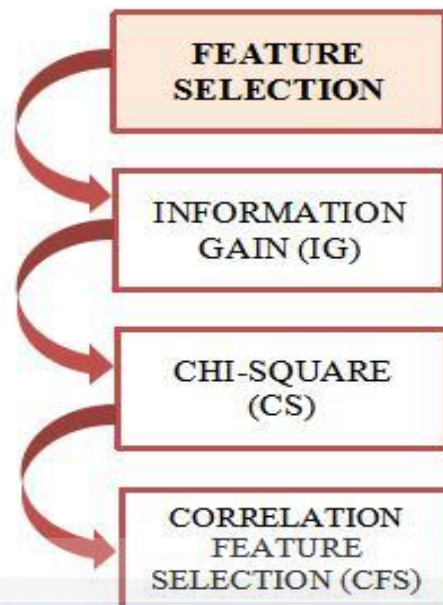 FEATURE
SELECTION
INFORMATION
GAIN (IG)
CHI-SQUARE
(CS)
CORRELATION
FEATURE
SELECTION (CFS)